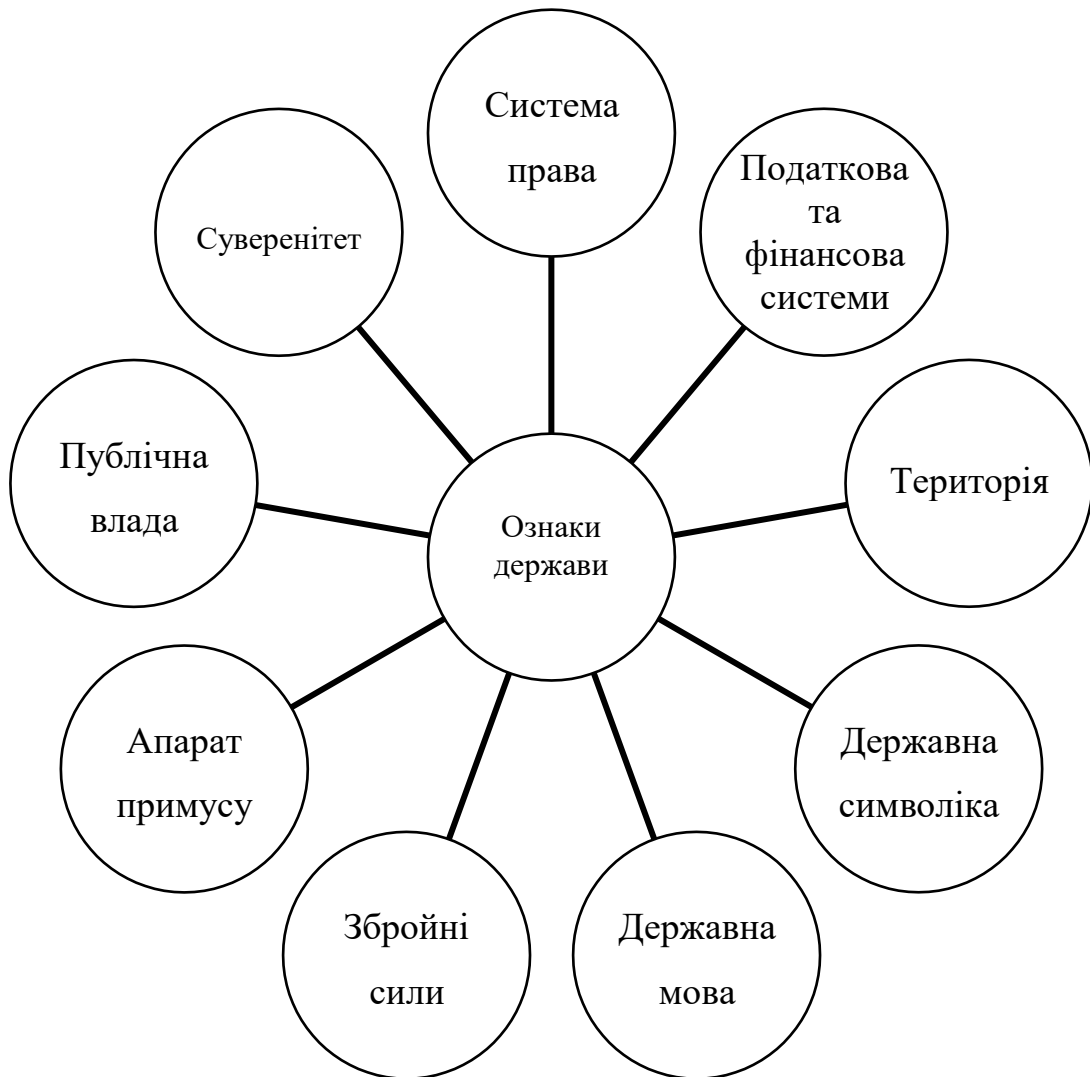 Система
права
Податкова
та
фінансова
системи
Територія
Державна
символіка
Державна
мова
Збройні
сили
Апарат
примусу
Публічна
влада
Суверенітет
Ознаки
держави